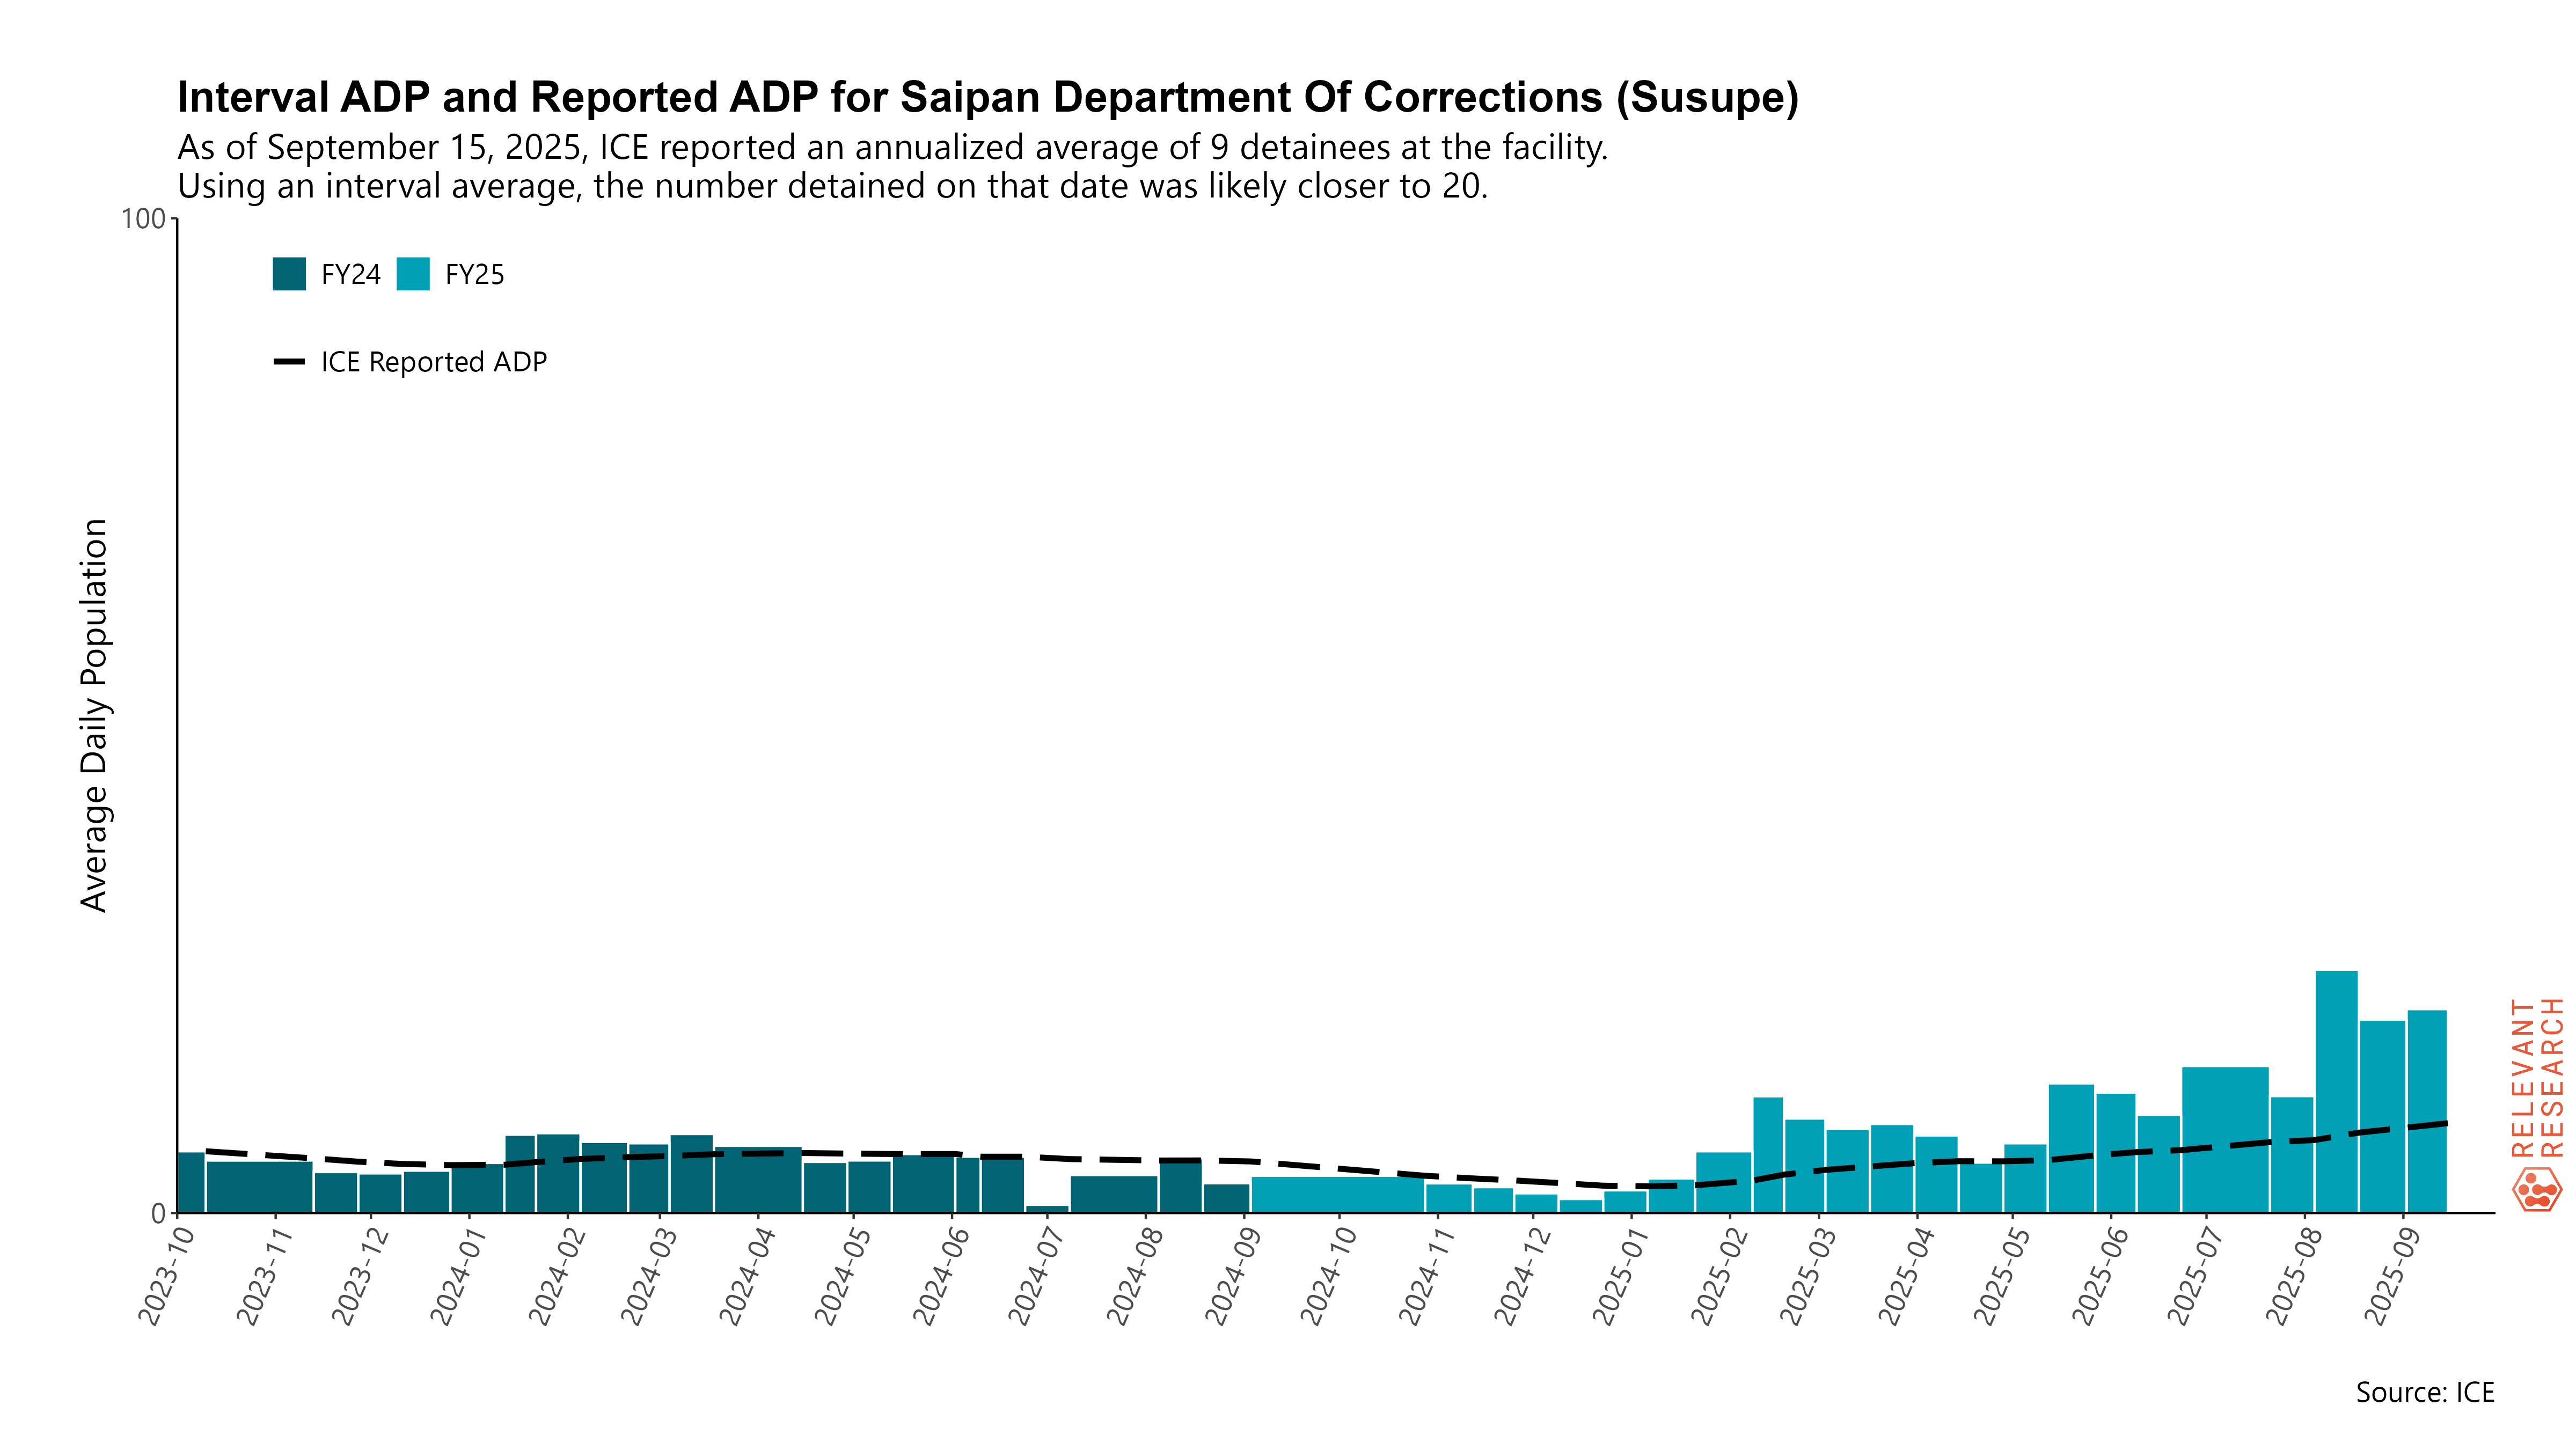 Interval ADP and Reported ADP for Saipan Department Of Corrections (Susupe)
As of September 15, 2025, ICE reported an annualized average of 9 detainees at the facility.
Using an interval average, the number detained on that date was likely closer to 20.
100
FY24 FY25
ICE Reported ADP
Average Daily Population
0
2023-10 2023-11 2023-12 2024-01 2024-02 2024-03 2024-04 2024-05 2024-06 2024-07 2024-08 2024-09 2024-10 2024-11 2024-12 2025-01 2025-02 2025-03 2025-04 2025-05 2025-06 2025-07 2025-08 2025-09
RELEVANT
RESEARCH
Source: ICE